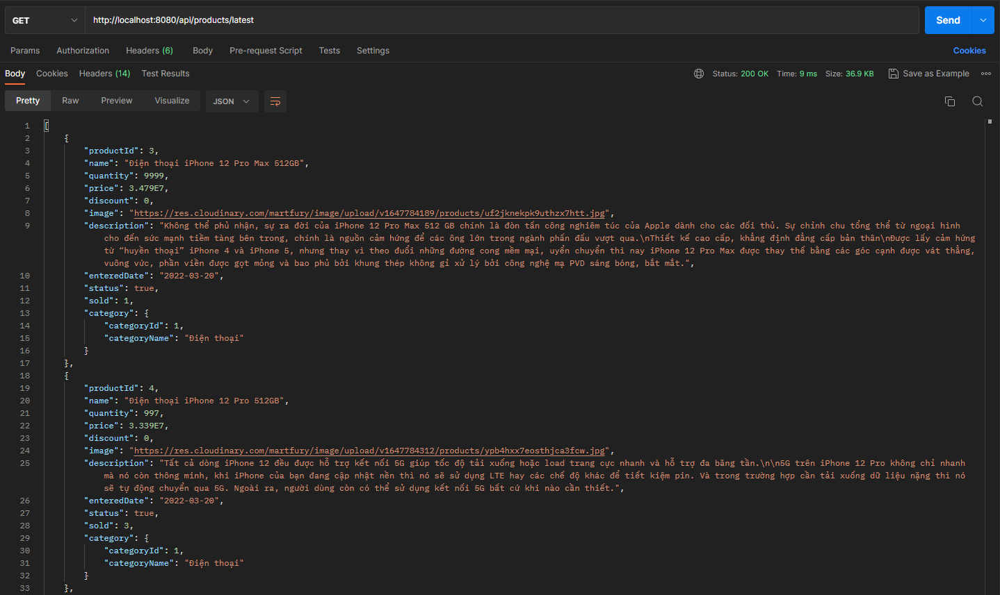 GET http://localhost:8080/api/products/latest Send
Params Authorization Headers (6) Body Pre-request Script Tests Settings Cookies
Body Cookies Headers (14) Test Results Status: 200 OK Time: 9 ms Size: 36.9 KB Save as Example
Pretty Raw Preview Visualize JSON
1 [
2 {
3 "productId": 3,
4 "name": "Điện thoại iPhone 12 Pro Max 512GB",
5 "quantity": 9999,
6 "price": 3.479E7,
7 "discount": 0,
8 "image": "https://res.cloudinary.com/martfury/image/upload/v1647784189/products/uf2jknekpk9uthzx7htt.jpg",
9 "description": "Không thể phủ nhận, sự ra đời của iPhone 12 Pro Max 512 GB chính là đòn tấn công nghiêm túc của Apple dành cho các đối thủ. Sự chỉnh chu tổng thể từ ngoại hình
cho đến sức mạnh tiềm tàng bên trong, chính là nguồn cảm hứng để các ông lớn trong ngành phấn đấu vượt qua.\nThiết kế cao cấp, khẳng định đẳng cấp bản thân\nĐược lấy cảm hứng
từ “huyền thoại” iPhone 4 và iPhone 5, nhưng thay vì theo đuổi những đường cong mềm mại, uyển chuyển thì nay iPhone 12 Pro Max được thay thế bằng các góc cạnh được vát thẳng,
vuông vức, phần viền được gọt mỏng và bao phủ bởi khung thép không gỉ xử lý bởi công nghệ mạ PVD sáng bóng, bắt mắt.",
10 "enteredDate": "2022-03-20",
11 "status": true,
12 "sold": 1,
13 "category": {
14 "categoryId": 1,
15 "categoryName": "Điện thoại"
16 }
17 },
18 {
19 "productId": 4,
20 "name": "Điện thoại iPhone 12 Pro 512GB",
21 "quantity": 997,
22 "price": 3.339E7,
23 "discount": 0,
24 "image": "https://res.cloudinary.com/martfury/image/upload/v1647784312/products/ypb4hxx7eosthjca3fcw.jpg",
25 "description": "Tất cả dòng iPhone 12 đều được hỗ trợ kết nối 5G giúp tốc độ tải xuống hoặc load trang cực nhanh và hỗ trợ đa băng tần.\n\n5G trên iPhone 12 Pro không chỉ nhanh
mà nó còn thông minh, khi iPhone của bạn đang cập nhật nền thì nó sẽ sử dụng LTE hay các chế độ khác để tiết kiệm pin. Và trong trường hợp cần tải xuống dữ liệu nặng thì nó
sẽ tự động chuyển qua 5G. Ngoài ra, người dùng còn có thể sử dụng kết nối 5G bất cứ khi nào cần thiết.",
26 "enteredDate": "2022-03-20",
27 "status": true,
28 "sold": 3,
29 "category": {
30 "categoryId": 1,
31 "categoryName": "Điện thoại"
32 }
33 },